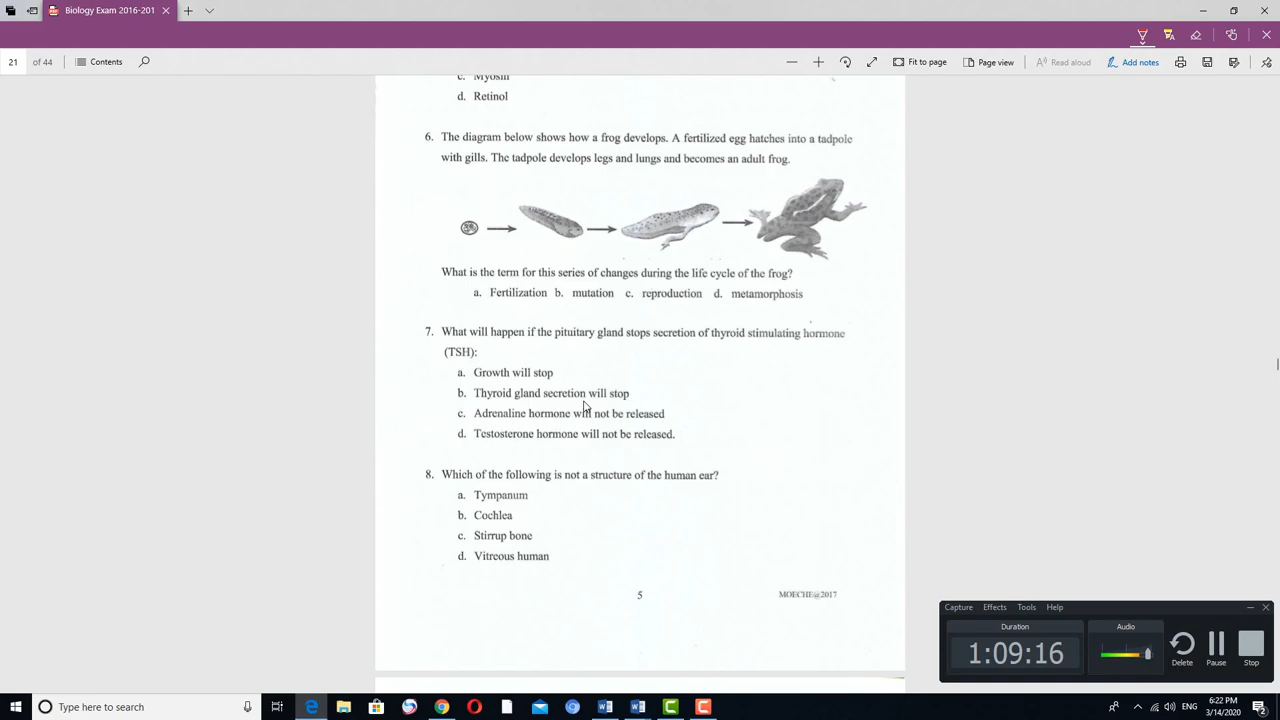 Biology Exam 2016-201
21 of 44
Contents
Fit to page
Page view
Read aloud
Add notes
c. Myosin
d. Retinol
6. The diagram below shows how a frog develops. A fertilized egg hatches into a tadpole
with gills. The tadpole develops legs and lungs and becomes an adult frog.
What is the term for this series of changes during the life cycle of the frog?
a. Fertilization b. mutation c. reproduction d. metamorphosis
7. What will happen if the pituitary gland stops secretion of thyroid stimulating hormone
(TSH):
a. Growth will stop
b. Thyroid gland secretion will stop
c. Adrenaline hormone will not be released
d. Testosterone hormone will not be released.
8. Which of the following is not a structure of the human ear?
a. Tympanum
b. Cochlea
c. Stirrup bone
d. Vitreous human
5
MOECHE@2017
Capture Effects Tools Help
Duration
Audio
1:09:16
Delete
Pause
Stop
Type here to search
ENG
6:22 PM
3/14/2020
2